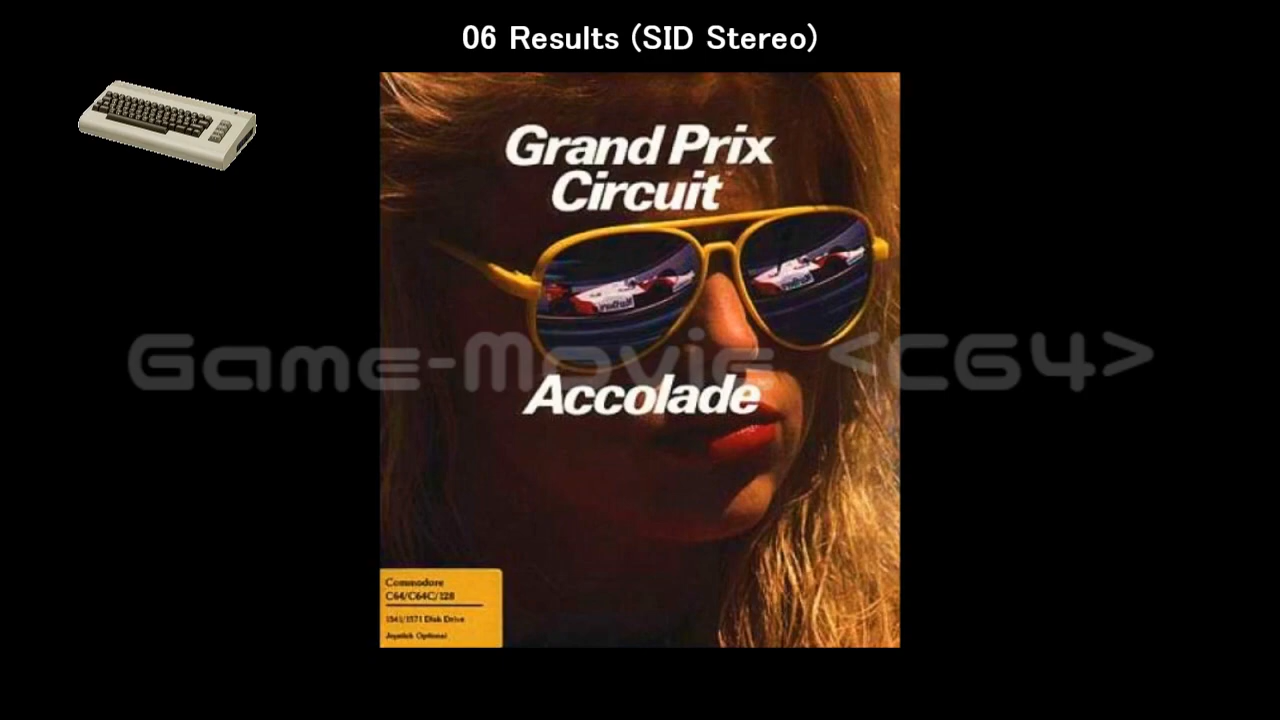 06 Results (SID Stereo)
Grand Prix
Circuit
Game-Movie <C64>
Accolade
Commodore
C64/C64C/128
1541/1571 Disk Drive
Joystick Optional